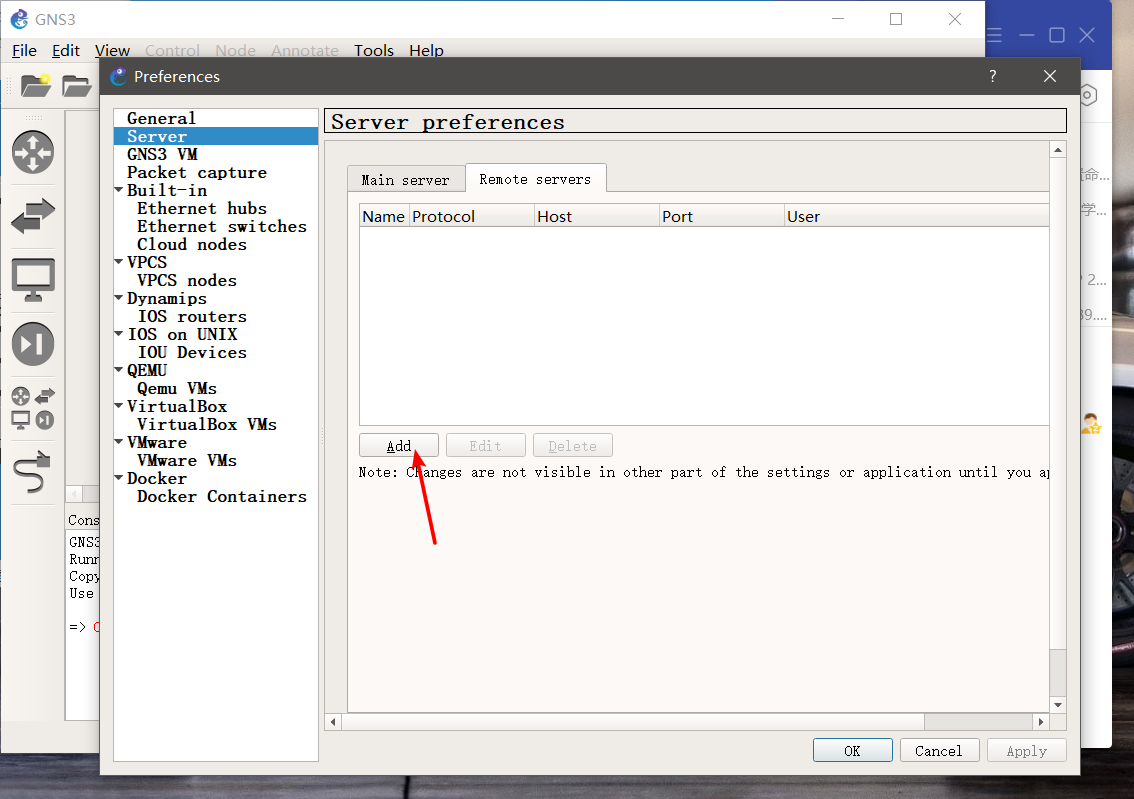 GNS3
File Edit View Control Node Annotate Tools Help
Preferences
?
General
Server
GNS3 VM
Packet capture
Built-in
Ethernet hubs
Ethernet switches
Cloud nodes
VPCS
VPCS nodes
Dynamips
IOS routers
IOS on UNIX
IOU Devices
QEMU
Qemu VMs
VirtualBox
VirtualBox VMs
VMware
VMware VMs
Docker
Docker Containers
Server preferences
Main server Remote servers
Name Protocol Host Port User
Add Edit Delete
Note: Changes are not visible in other part of the settings or application until you ap
OK Cancel Apply
Cons
GNS3
Runn
Copy
Use
=>
命...
学...
2...
39....